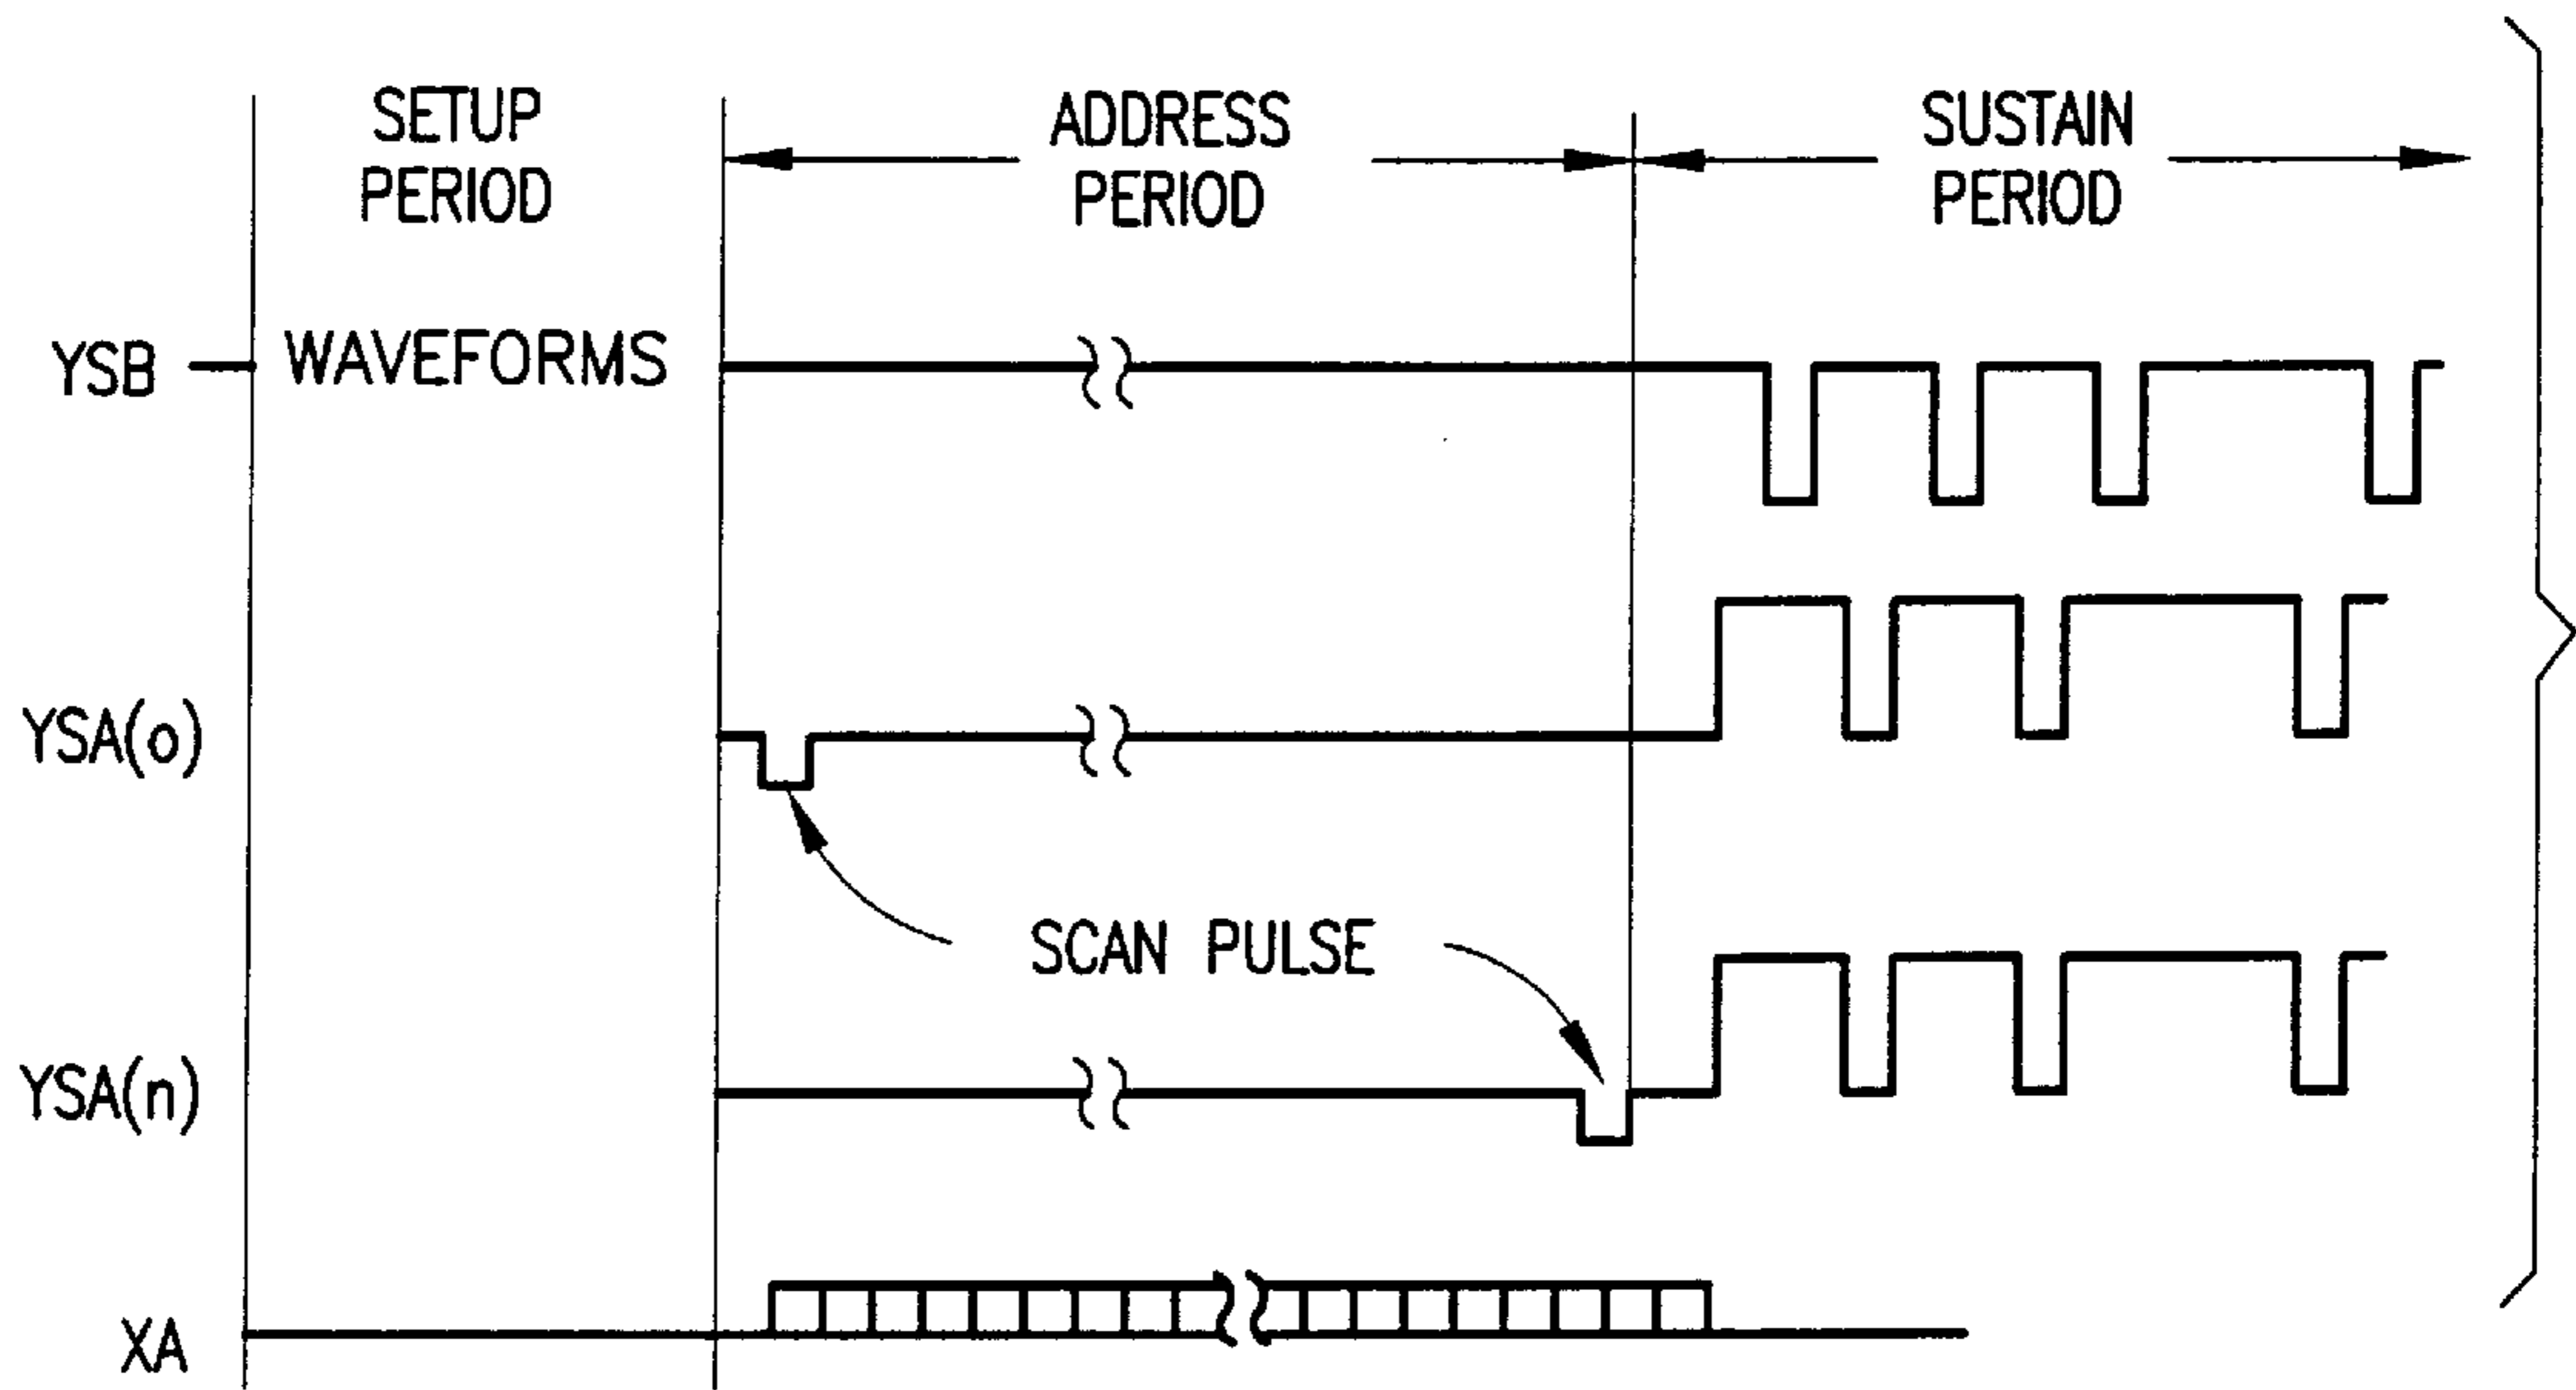 SETUP
PERIOD
ADDRESS
PERIOD
SUSTAIN
PERIOD
YSB
WAVEFORMS
YSA(o)
SCAN PULSE
YSA(n)
XA